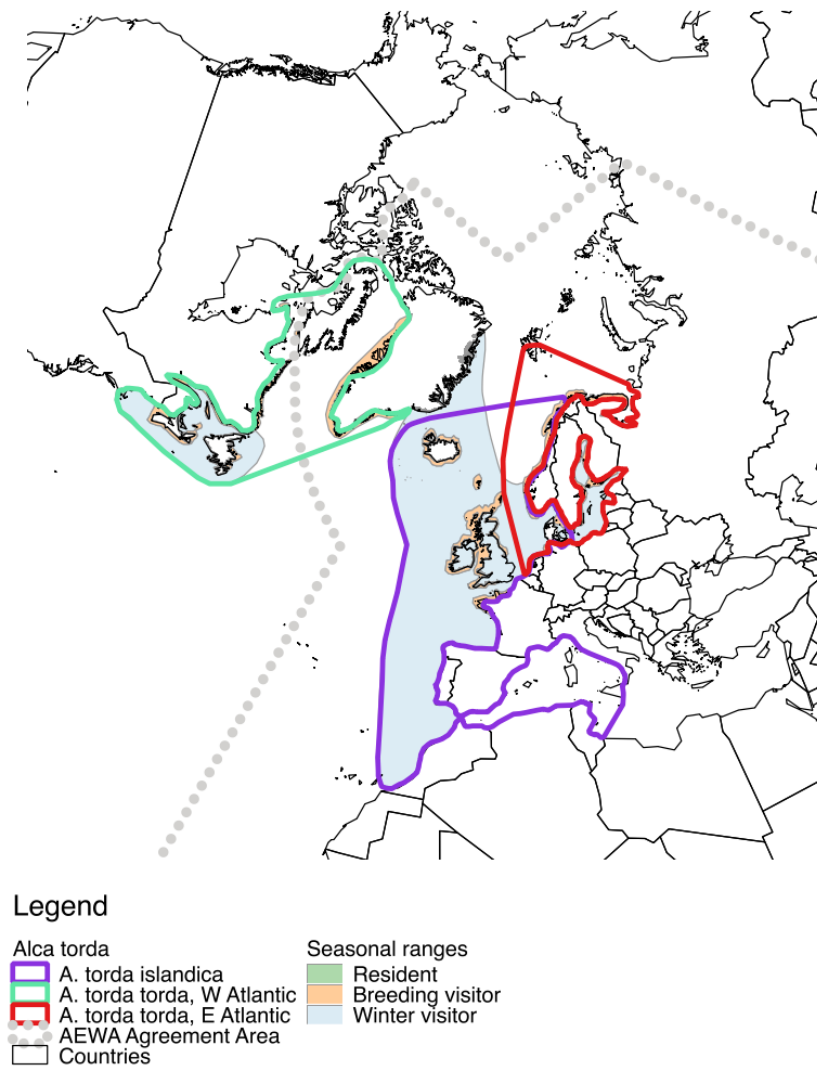 Legend
Alca torda
A. torda islandica
A. torda torda, W Atlantic
A. torda torda, E Atlantic
AEWA Agreement Area
Countries
Seasonal ranges
Resident
Breeding visitor
Winter visitor